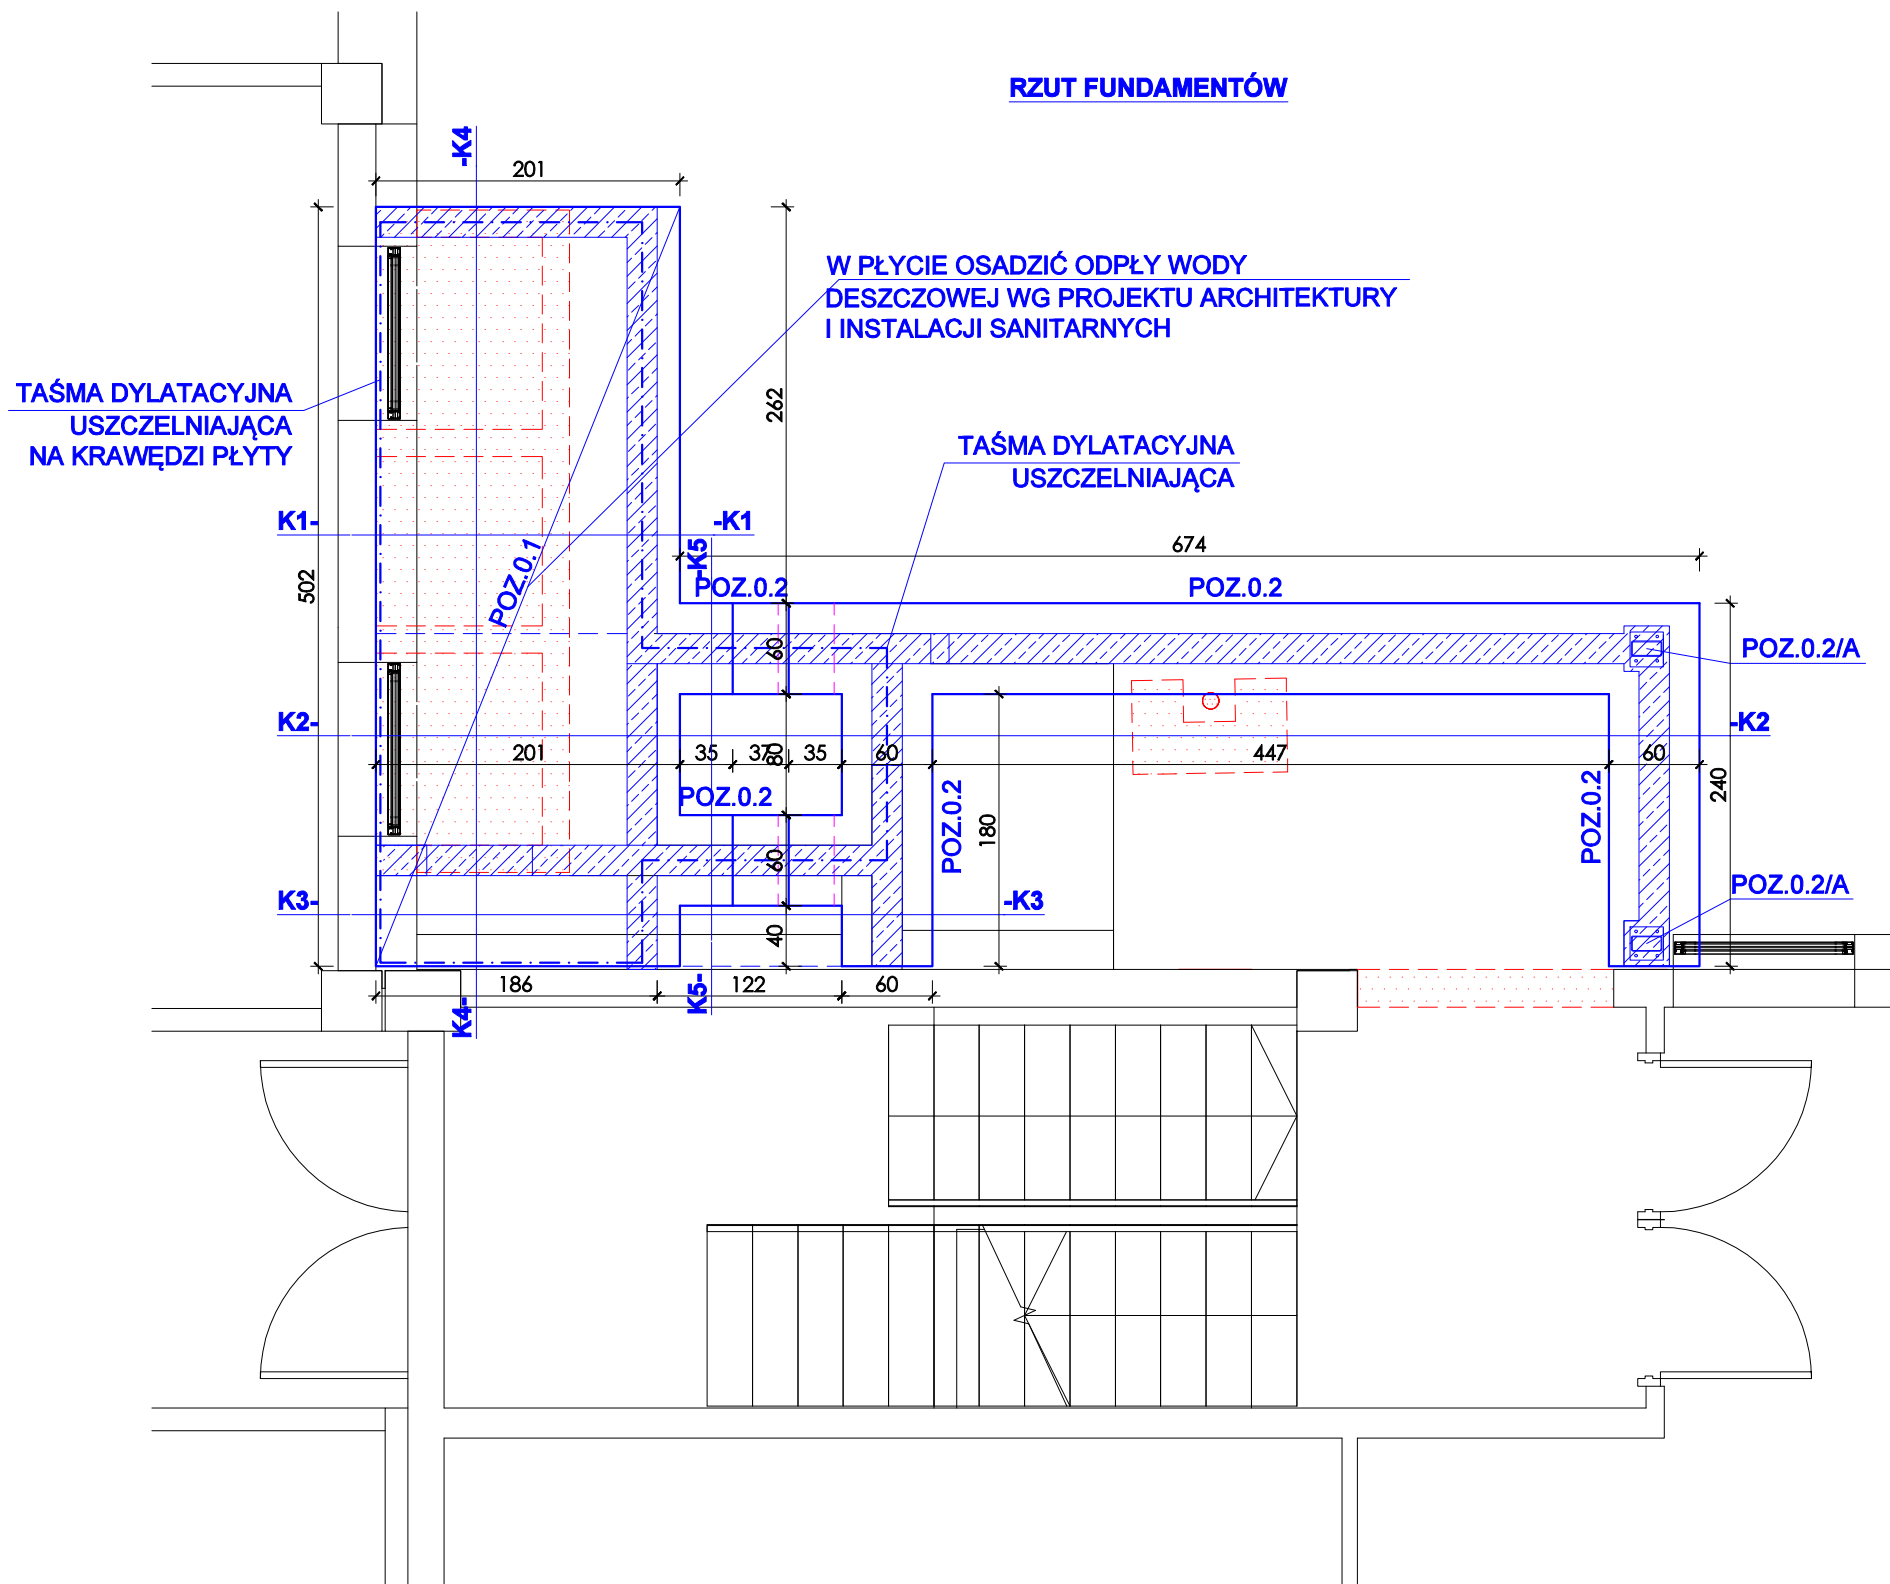 RZUT FUNDAMENTÓW
-K4
201
W PŁYCIE OSADZIĆ ODPŁY WODY
DESZCZOWEJ WG PROJEKTU ARCHITEKTURY
I INSTALACJI SANITARNYCH
TAŚMA DYLATACYJNA
USZCZELNIAJĄCA
NA KRAWĘDZI PŁYTY
262
TAŚMA DYLATACYJNA
USZCZELNIAJĄCA
K1-
-K1
-K5
674
502
POZ.0.1
POZ.0.2
POZ.0.2
60
POZ.0.2/A
K2-
-K2
201
35
37
35
60
447
60
80
240
POZ.0.2
POZ.0.2
180
POZ.0.2
60
POZ.0.2/A
K3-
-K3
40
186
122
60
K5-
K4-